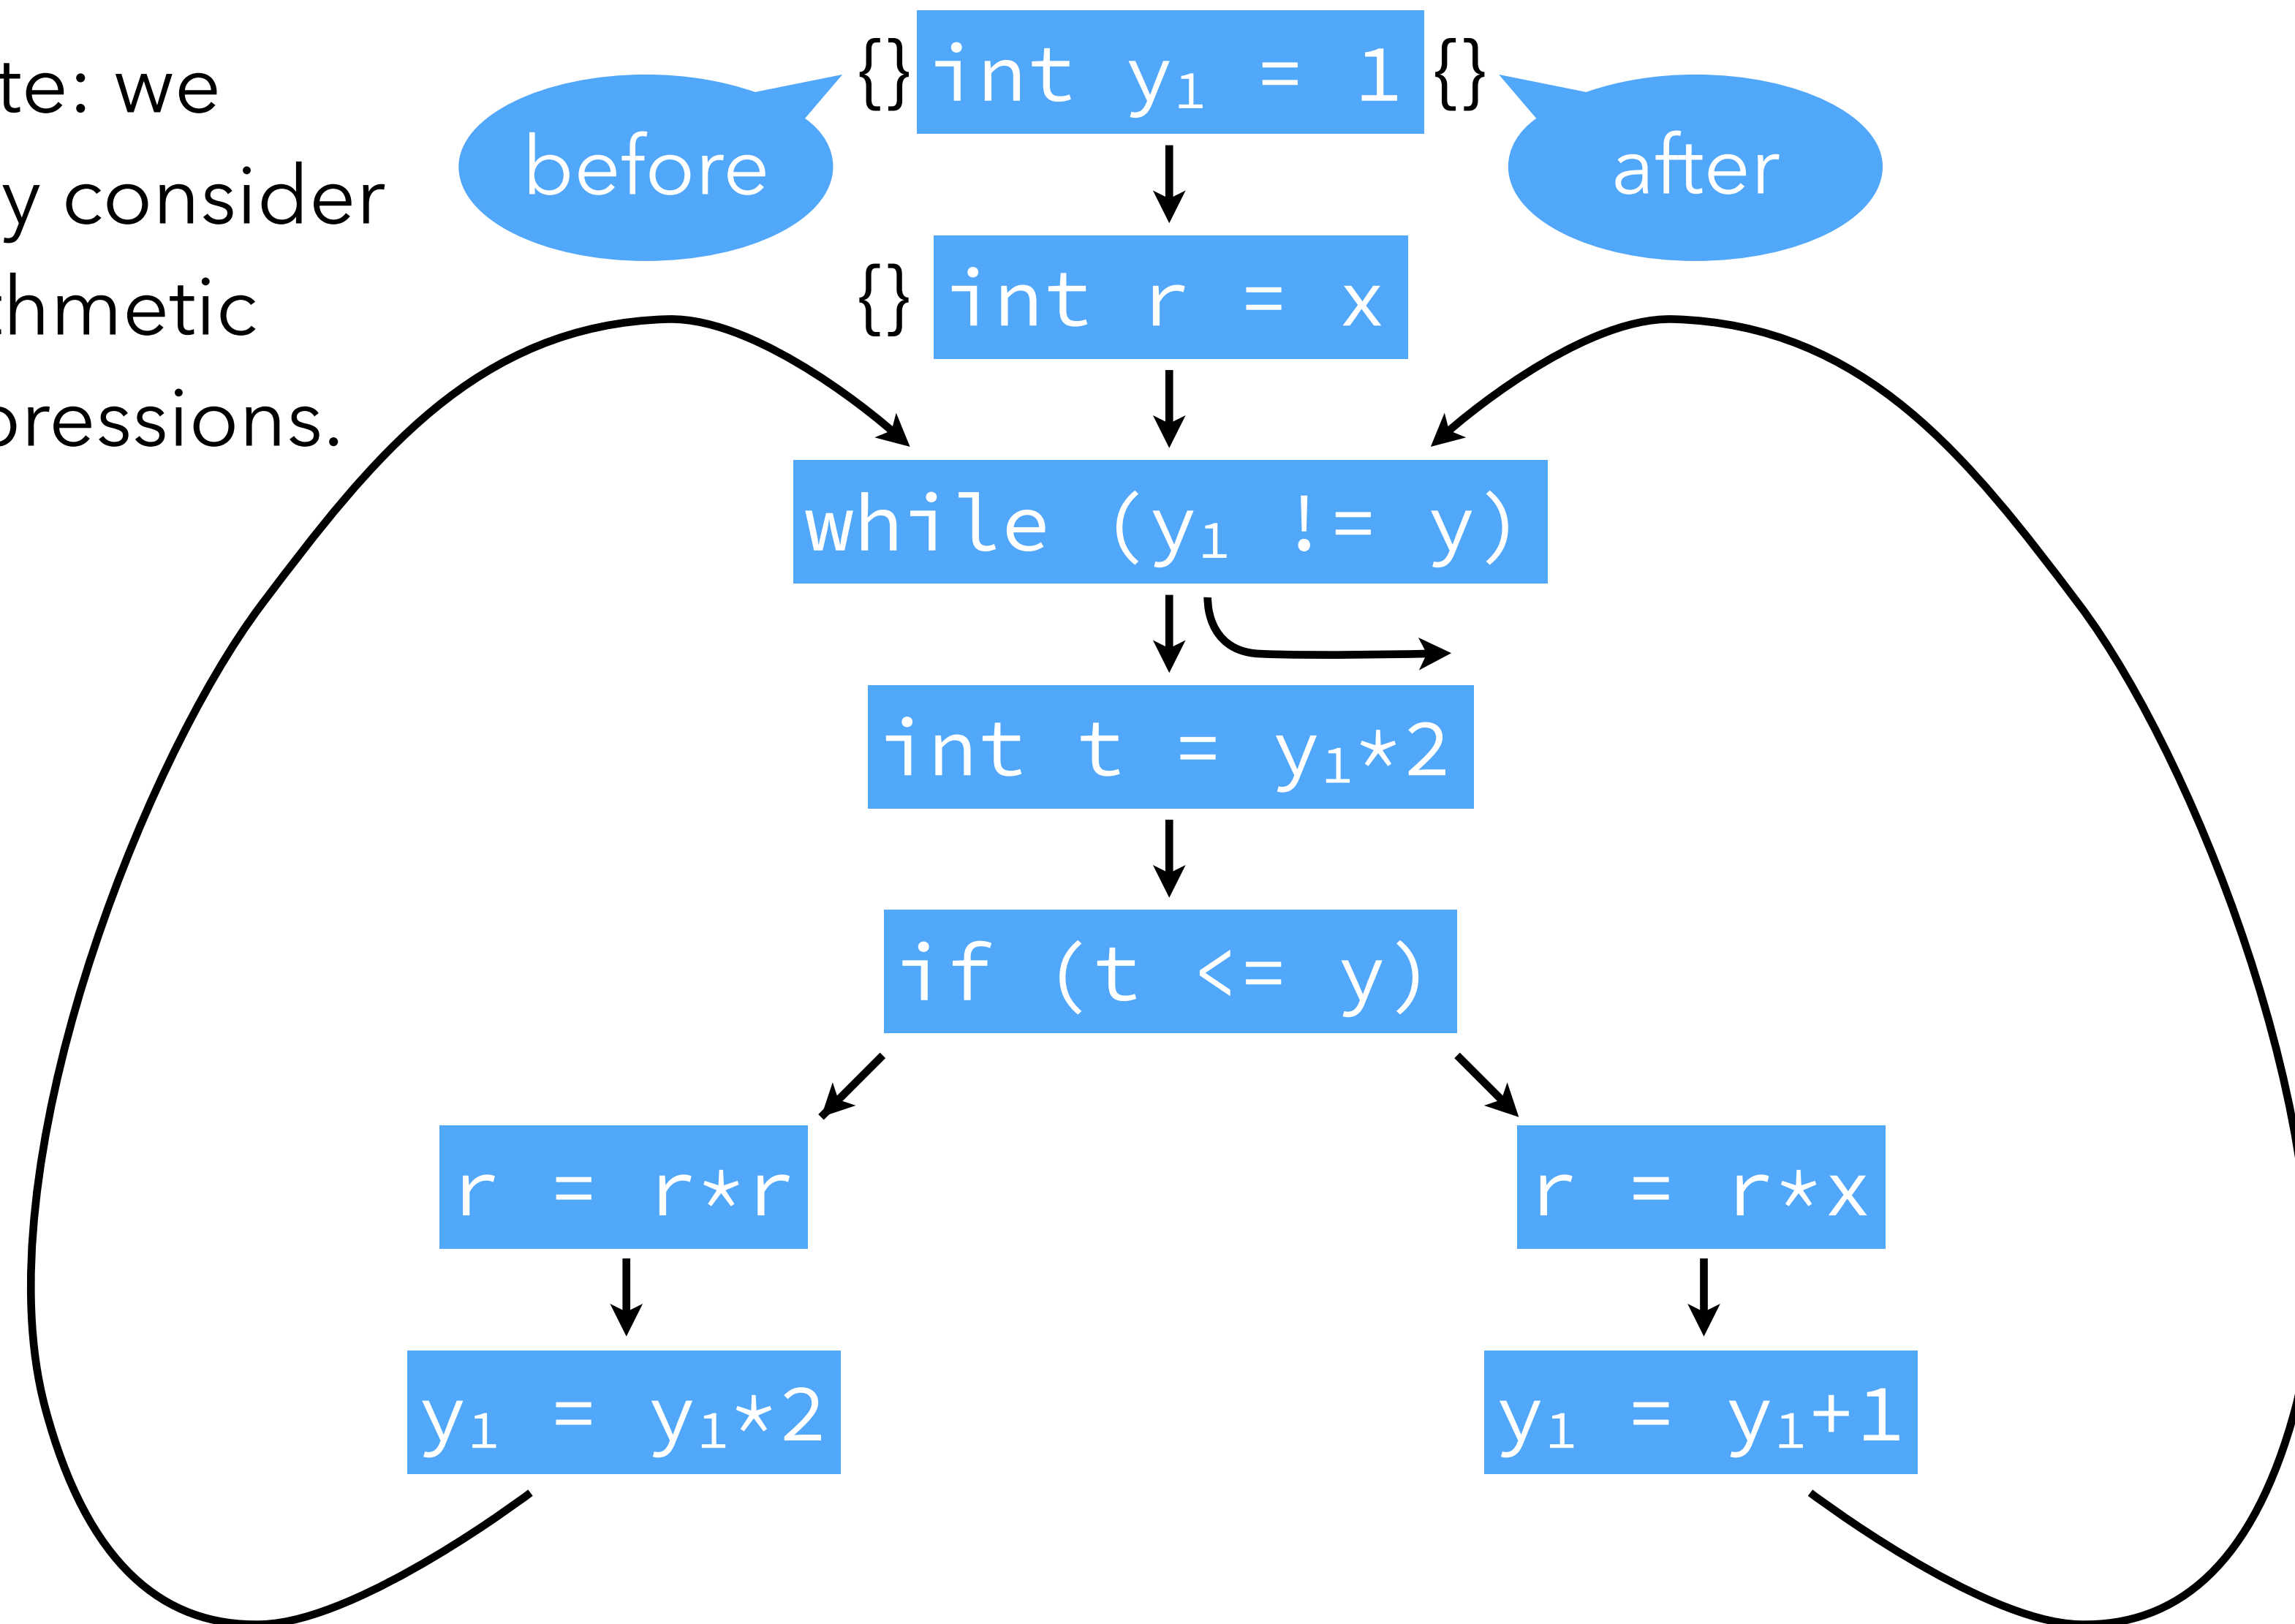 te: we
y consider
hmetic
ressions.
before
{} int y₁ = 1 {}
after
{} int r = x
while (y₁ != y)
int t = y₁*2
if (t <= y)
r = r*r
r = r*x
y₁ = y₁*2
y₁ = y₁+1